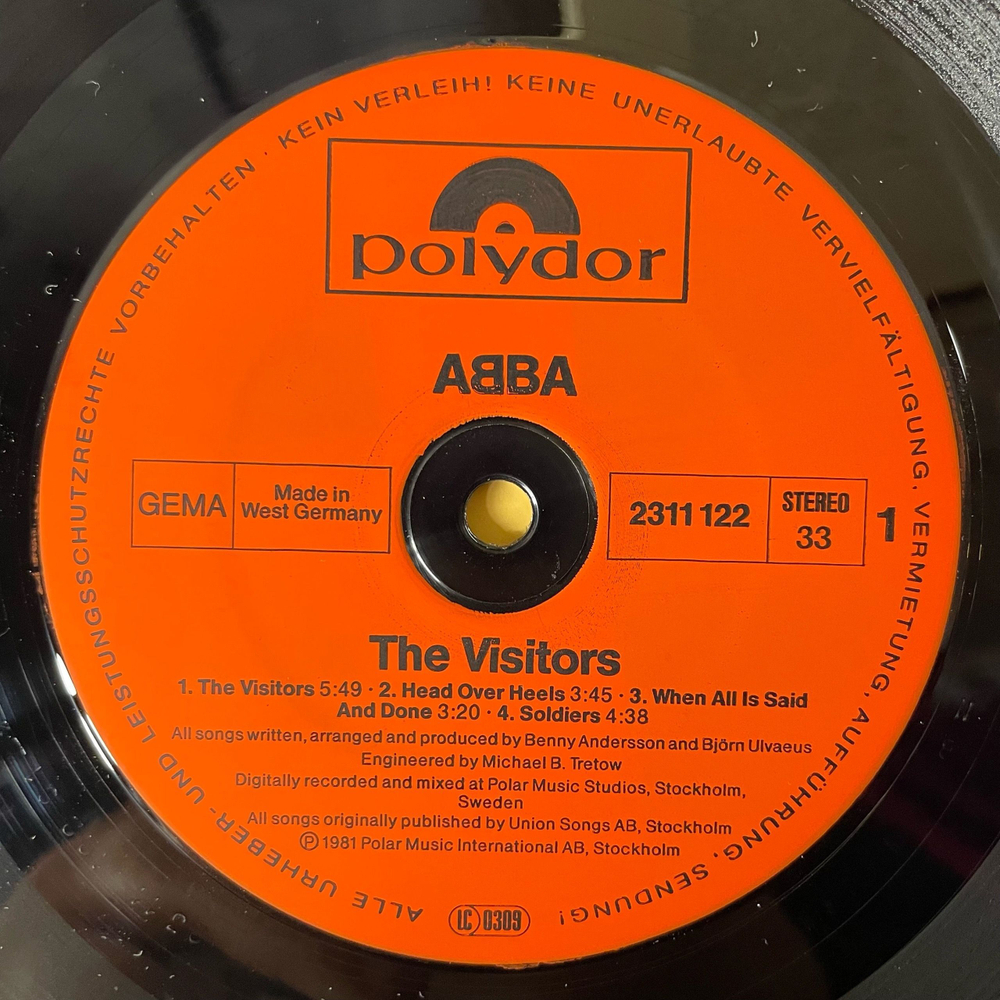 ALLE URHEBER- UND LEISTUNGSSCHUTZRECHTE VORBEHALTEN · KEIN VERLEIH! KEINE UNERLAUBTE VERVIELFÄLTIGUNG, VERMIETUNG, AUFFÜHRUNG, SENDUNG!
polydor
ABBA
GEMA
Made in
West Germany
2311 122
STEREO
33
1
The Visitors
1. The Visitors 5:49 · 2. Head Over Heels 3:45 · 3. When All Is Said
And Done 3:20 · 4. Soldiers 4:38
All songs written, arranged and produced by Benny Andersson and Björn Ulvaeus
Engineered by Michael B. Tretow
Digitally recorded and mixed at Polar Music Studios, Stockholm,
Sweden
All songs originally published by Union Songs AB, Stockholm
℗ 1981 Polar Music International AB, Stockholm
LC 0309